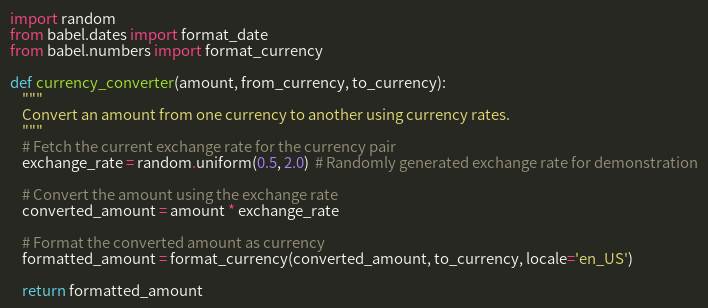 import random
from babel.dates import format_date
from babel.numbers import format_currency

def currency_converter(amount, from_currency, to_currency):
    """
    Convert an amount from one currency to another using currency rates.
    """
    # Fetch the current exchange rate for the currency pair
    exchange_rate = random.uniform(0.5, 2.0)  # Randomly generated exchange rate for demonstration

    # Convert the amount using the exchange rate
    converted_amount = amount * exchange_rate

    # Format the converted amount as currency
    formatted_amount = format_currency(converted_amount, to_currency, locale='en_US')

    return formatted_amount